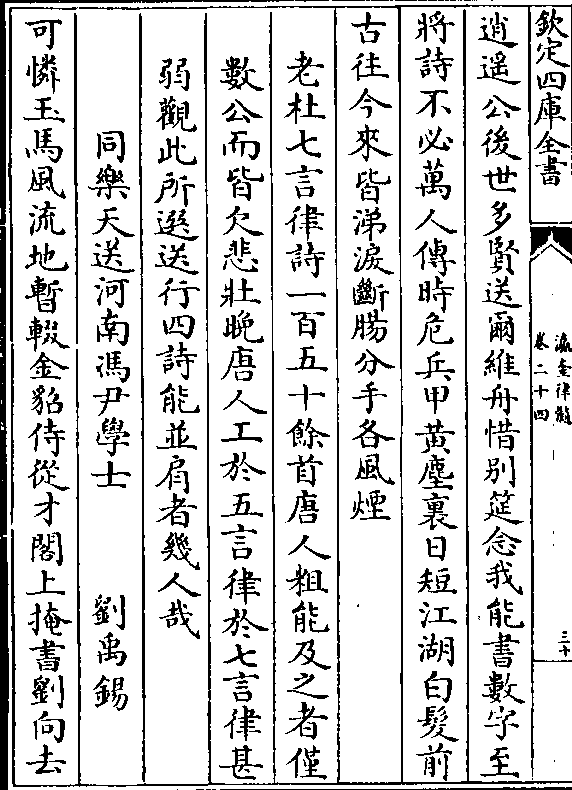 欽定四庫全書
瀛奎律髓
卷二十四
三十
逍遥公後世多賢送爾維舟惜别筵念我能書數字至
將詩不必萬人傳時危兵甲黄塵裏日短江湖白髮前
古往今來皆涕淚斷腸分手各風煙
老杜七言律詩一百五十餘首唐人粗能及之者僅
數公而皆欠悲壯晚唐人工於五言律於七言律甚
弱觀此所選送行四詩能並肩者幾人哉
同樂天送河南馮尹學士　劉禹錫
可憐玉馬風流地暫輟金貂侍從才閣上掩書劉向去